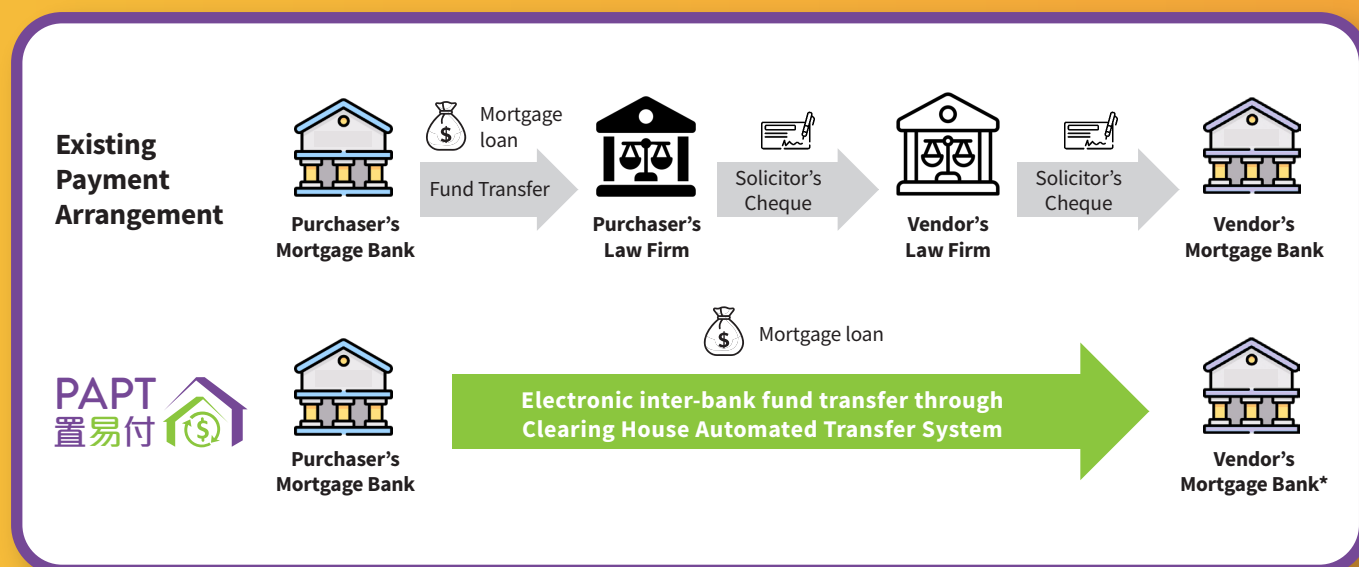 Existing
Payment
Arrangement
Purchaser's
Mortgage Bank
$
Mortgage
loan
Fund Transfer
Purchaser's
Law Firm
Solicitor's
Cheque
Vendor's
Law Firm
Solicitor's
Cheque
Vendor's
Mortgage Bank
PAPT
置易付
$
Purchaser's
Mortgage Bank
$
Mortgage loan
Electronic inter-bank fund transfer through
Clearing House Automated Transfer System
Vendor's
Mortgage Bank*